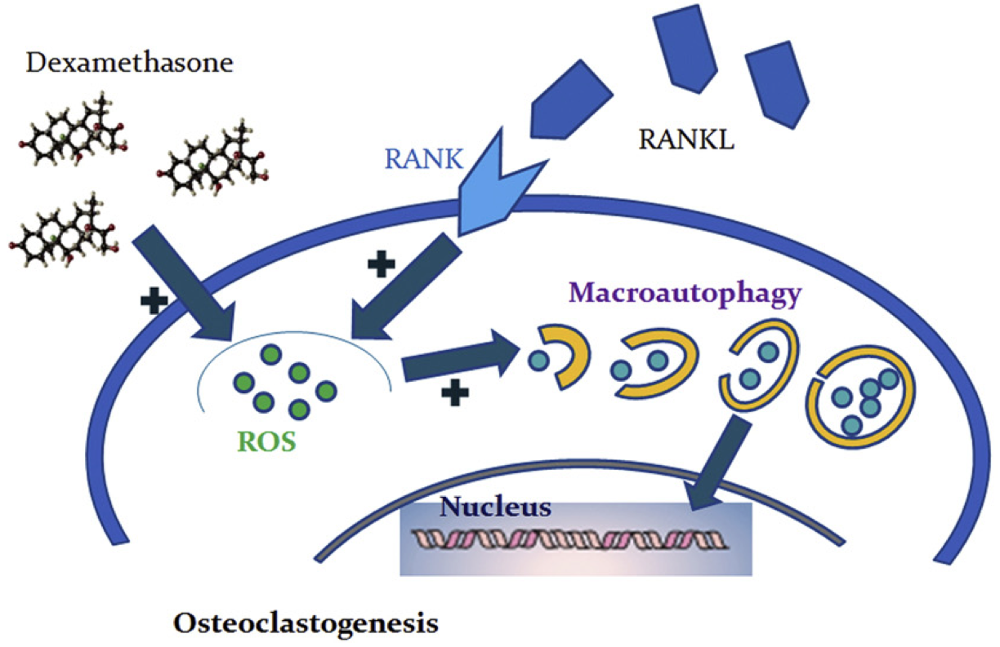 Dexamethasone
RANKL
RANK
Macroautophagy
ROS
Nucleus
Osteoclastogenesis